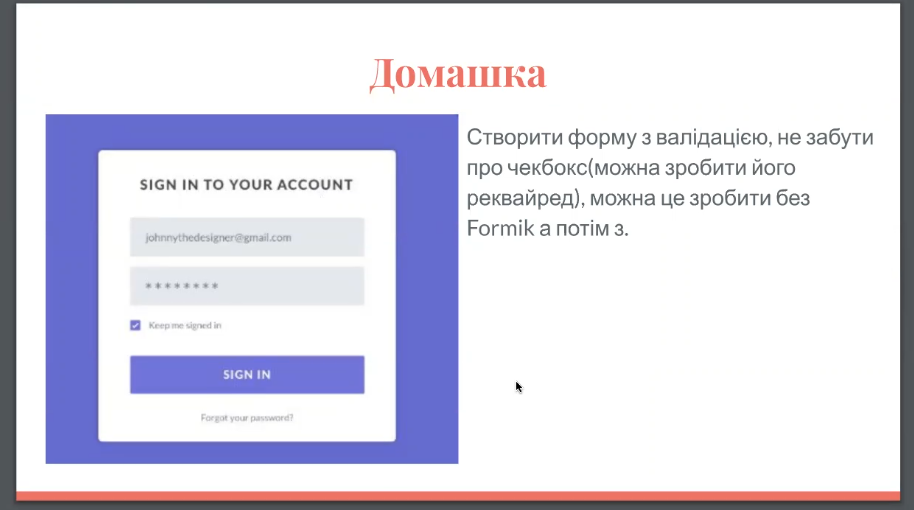 Домашка
SIGN IN TO YOUR ACCOUNT
johnnythedesigner@gmail.com
* * * * * * * *
Keep me signed in
SIGN IN
Forgot your password?
Створити форму з валідацією, не забути
про чекбокс(можна зробити його
реквайред), можна це зробити без
Formik а потім з.